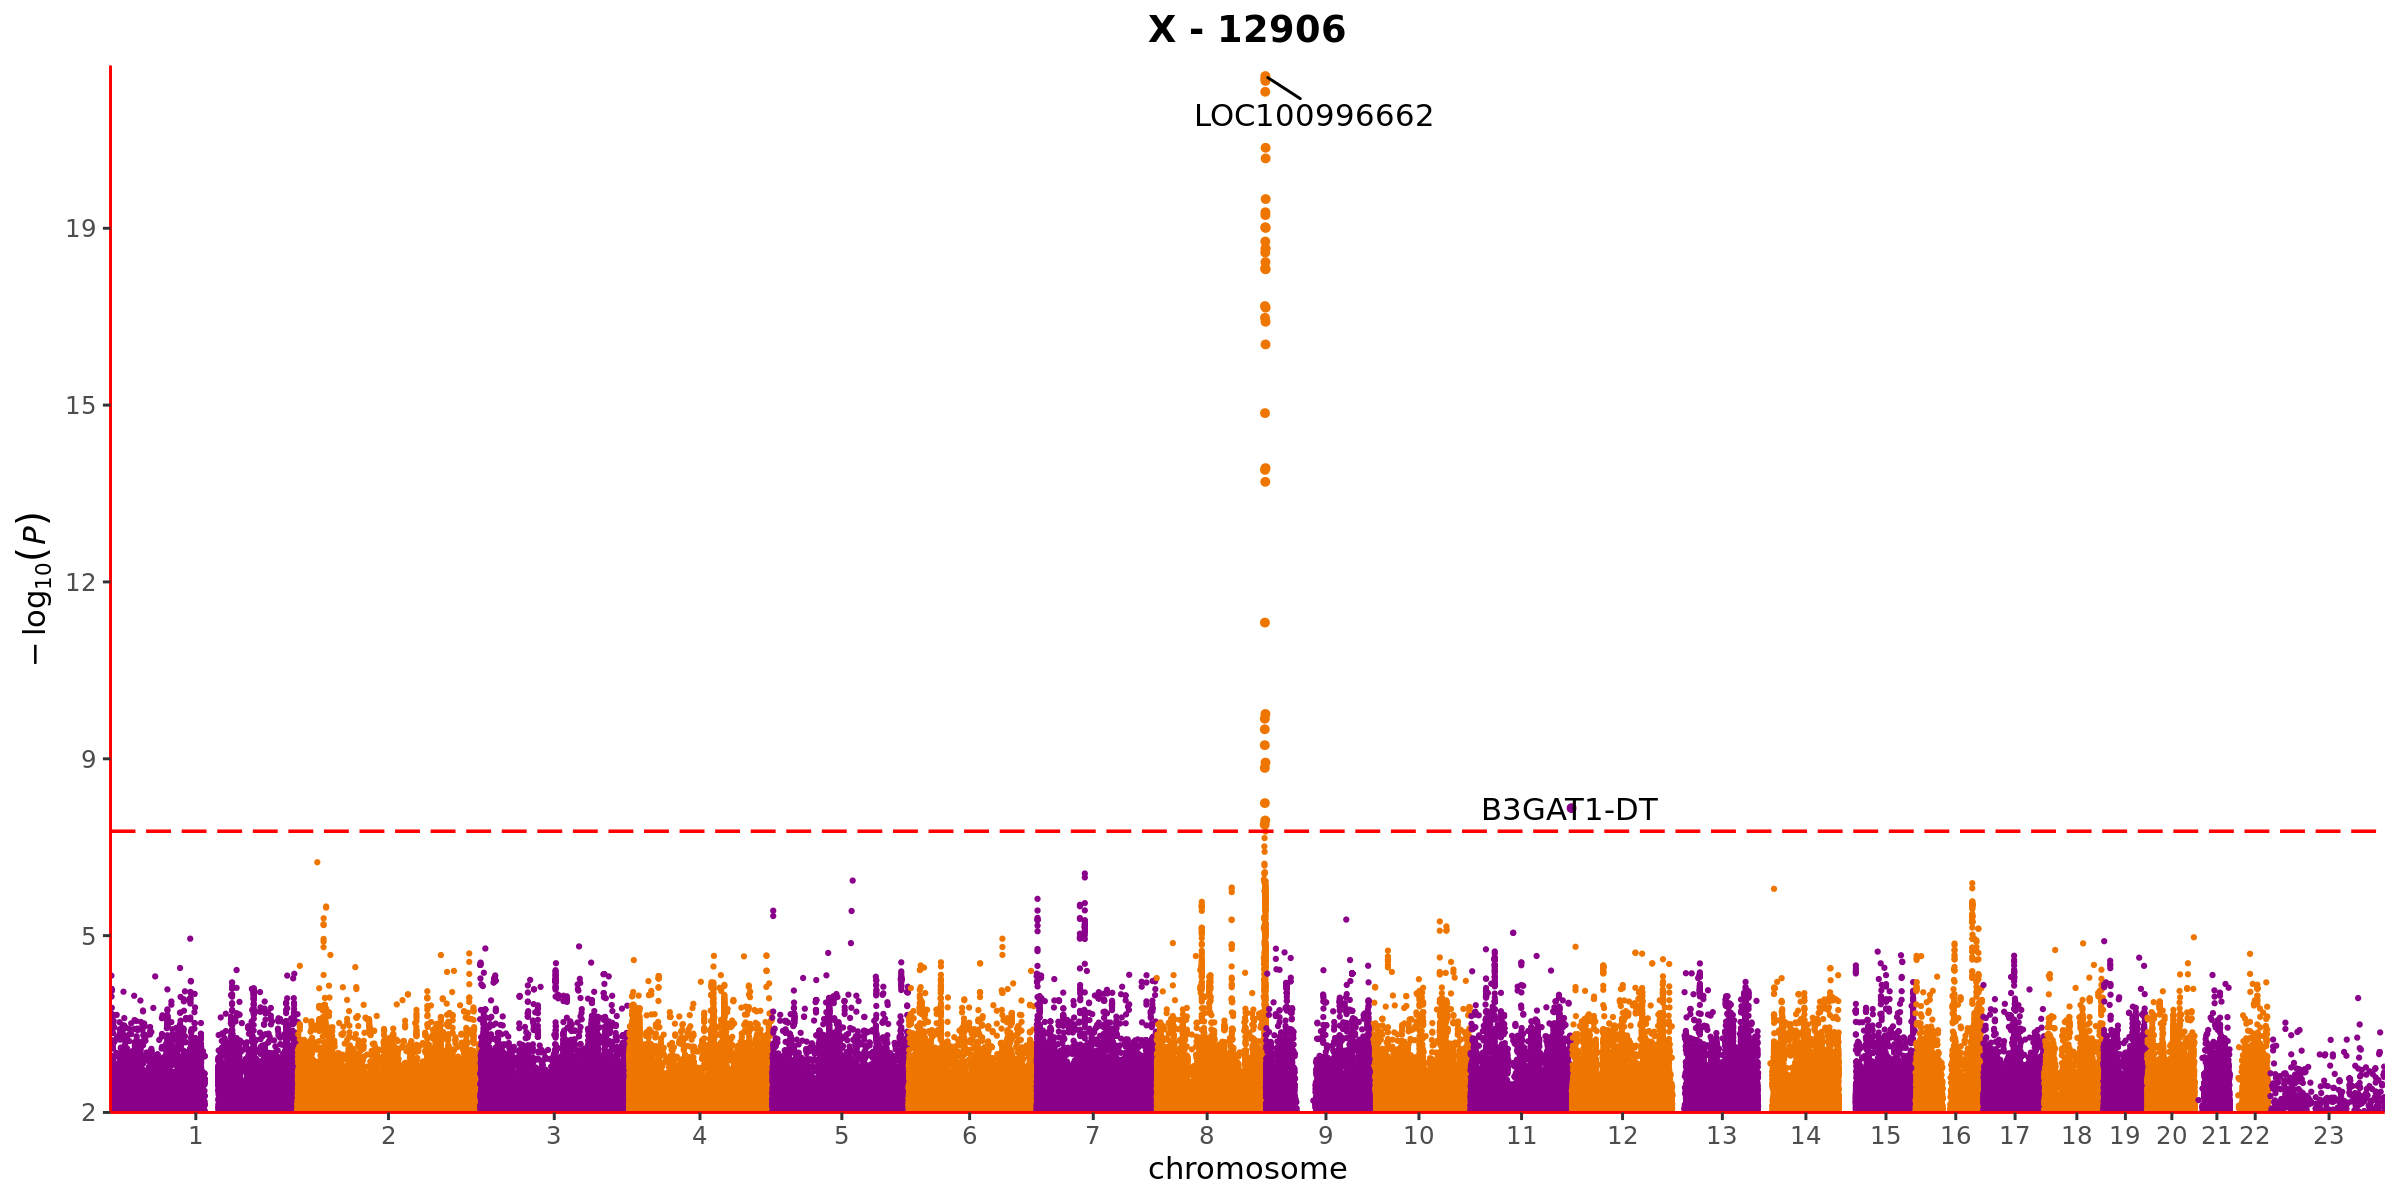 X - 12906
LOC100996662
19
15
12
9
5
2
− log10(P)
B3GAT1-DT
1 2 3 4 5 6 7 8 9 10 11 12 13 14 15 16 17 18 19 20 21 22 23
chromosome